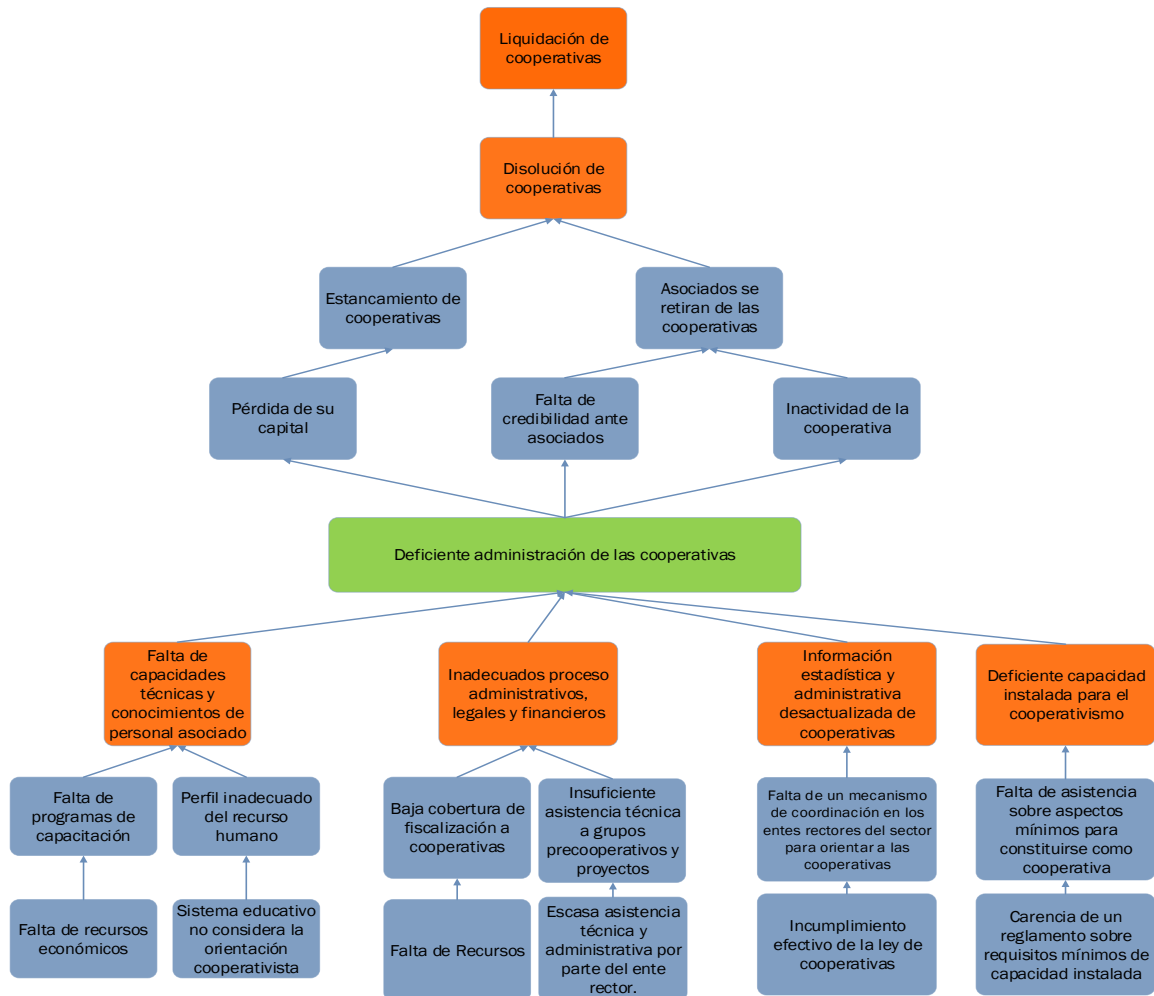 Liquidación de
cooperativas
Disolución de
cooperativas
Estancamiento de
cooperativas
Asociados se
retiran de las
cooperativas
Pérdida de su
capital
Falta de
credibilidad ante
asociados
Inactividad de la
cooperativa
Deficiente administración de las cooperativas
Falta de
capacidades
técnicas y
conocimientos de
personal asociado
Inadecuados proceso
administrativos,
legales y financieros
Información
estadística y
administrativa
desactualizada de
cooperativas
Deficiente capacidad
instalada para el
cooperativismo
Falta de
programas de
capacitación
Perfil inadecuado
del recurso
humano
Baja cobertura de
fiscalización a
cooperativas
Insuficiente
asistencia técnica
a grupos
precooperativos y
proyectos
Falta de un mecanismo
de coordinación en los
entes rectores del sector
para orientar a las
cooperativas
Falta de asistencia
sobre aspectos
mínimos para
constituirse como
cooperativa
Falta de recursos
económicos
Sistema educativo
no considera la
orientación
cooperativista
Falta de Recursos
Escasa asistencia
técnica y
administrativa por
parte del ente
rector.
Incumplimiento
efectivo de la ley de
cooperativas
Carencia de un
reglamento sobre
requisitos mínimos de
capacidad instalada